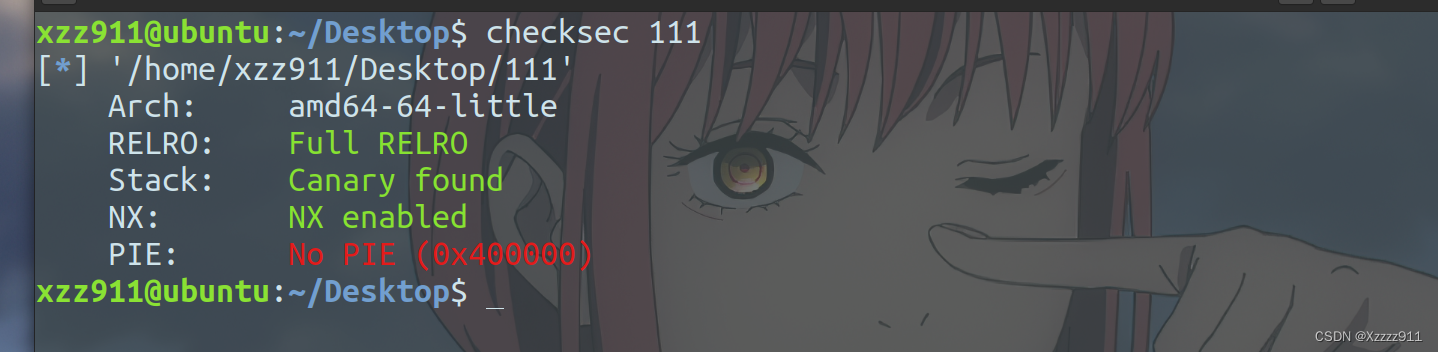 xzz911@ubuntu:~/Desktop$ checksec 111
[*] '/home/xzz911/Desktop/111'
    Arch:     amd64-64-little
    RELRO:    Full RELRO
    Stack:    Canary found
    NX:       NX enabled
    PIE:      No PIE (0x400000)
xzz911@ubuntu:~/Desktop$ _
CSDN @Xzzzz911